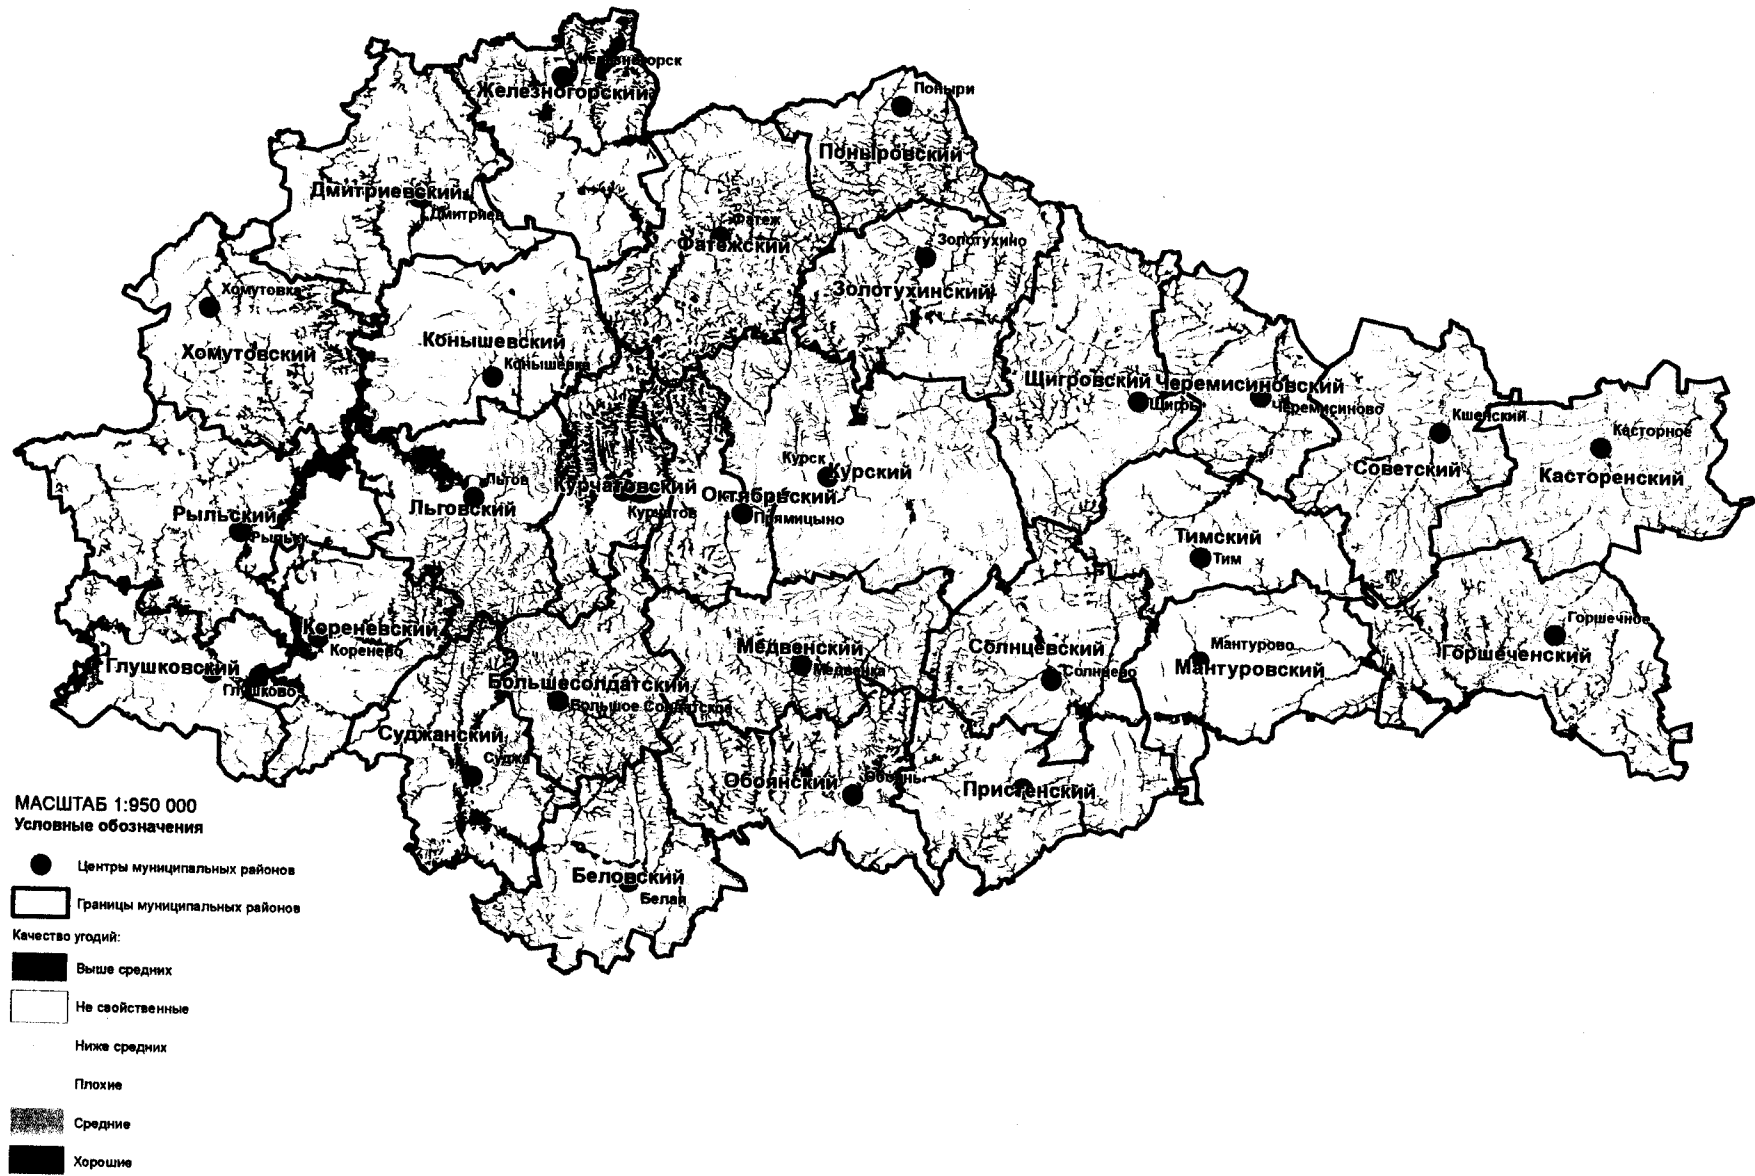 Железногорск
Железногорский
Поныри
Поныровский
Дмитриевский
Дмитриев
Фатеж
Фатежский
Золотухино
Золотухинский
Хомутовка
Хомутовский
Конышевский
Конышевка
Щигровский
Черемисиновский
Щигры
Черемисиново
Кшенский
Советский
Касторное
Касторенский
Курск
Курский
Льгов
Льговский
Курчатовский
Курчатов
Октябрьский
Прямицыно
Рыльский
Рыльск
Тимский
Тим
Кореневский
Коренево
Глушковский
Глушково
Медвенский
Медвенка
Солнцевский
Солнцево
Мантурово
Мантуровский
Горшечное
Горшеченский
Большесолдатский
Большое Солдатское
Суджанский
Суджа
Обоянский
Обоянь
Пристенский
Беловский
Белая
МАСШТАБ 1:950 000
Условные обозначения
Центры муниципальных районов
Границы муниципальных районов
Качество угодий:
Выше средних
Не свойственные
Ниже средних
Плохие
Средние
Хорошие